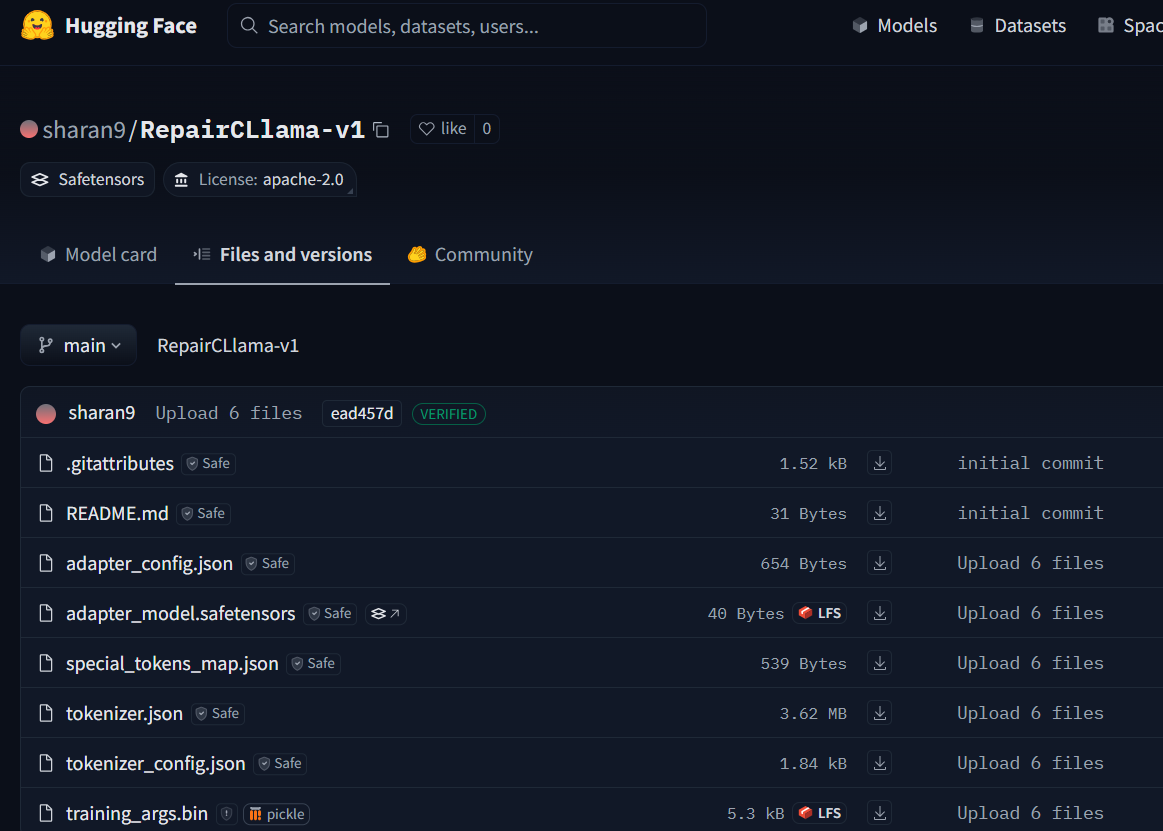 Hugging Face Search models, datasets, users... Models Datasets Spac
sharan9/RepairCLlama-v1 like 0
Safetensors License: apache-2.0
Model card Files and versions Community
main RepairCLlama-v1
sharan9 Upload 6 files ead457d VERIFIED
.gitattributes Safe 1.52 kB initial commit
README.md Safe 31 Bytes initial commit
adapter_config.json Safe 654 Bytes Upload 6 files
adapter_model.safetensors Safe 40 Bytes LFS Upload 6 files
special_tokens_map.json Safe 539 Bytes Upload 6 files
tokenizer.json Safe 3.62 MB Upload 6 files
tokenizer_config.json Safe 1.84 kB Upload 6 files
training_args.bin pickle 5.3 kB LFS Upload 6 files